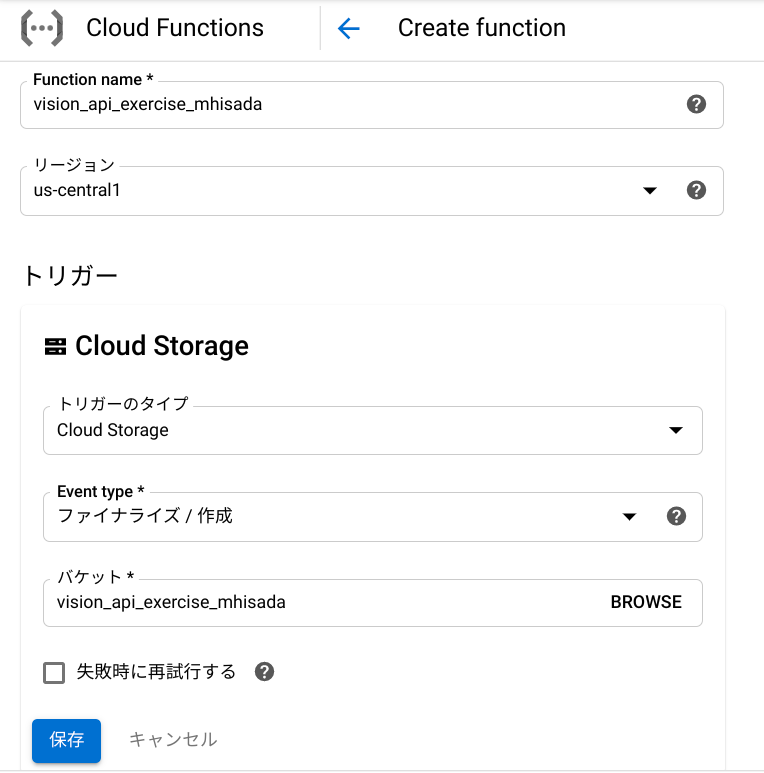 Cloud Functions
Create function
Function name *
vision_api_exercise_mhisada
リージョン
us-central1
トリガー
Cloud Storage
トリガーのタイプ
Cloud Storage
Event type *
ファイナライズ / 作成
バケット *
vision_api_exercise_mhisada BROWSE
失敗時に再試行する
保存 キャンセル